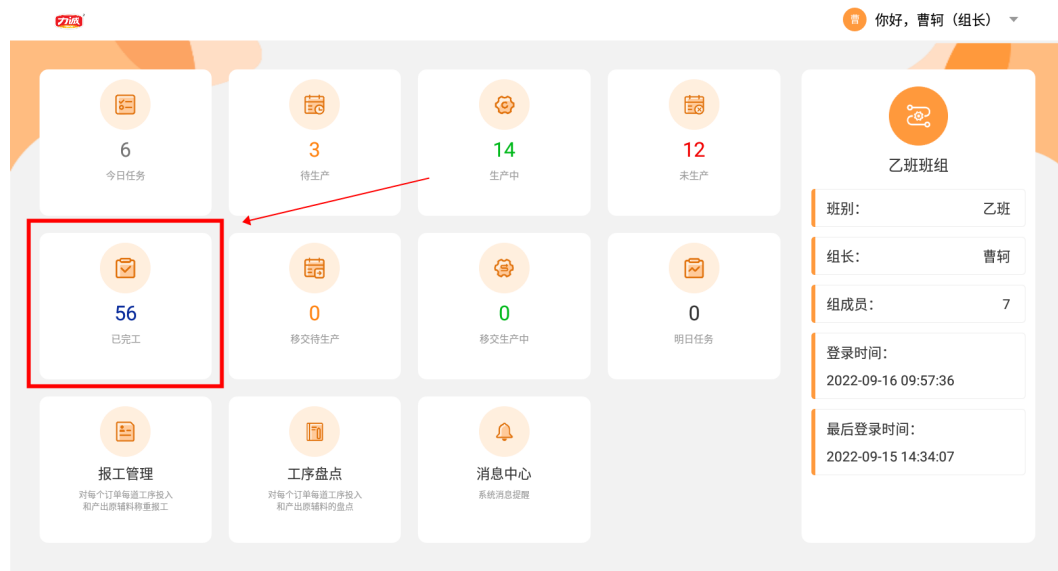 力诚
曹 你好，曹轲（组长）
6
今日任务
3
待生产
14
生产中
12
未生产
56
已完工
0
移交待生产
0
移交生产中
0
明日任务
报工管理
对每个订单每道工序投入
和产出原辅料称重报工
工序盘点
对每个订单每道工序投入
和产出原辅料的盘点
消息中心
系统消息提醒
乙班班组
班别： 乙班
组长： 曹轲
组成员： 7
登录时间：
2022-09-16 09:57:36
最后登录时间：
2022-09-15 14:34:07